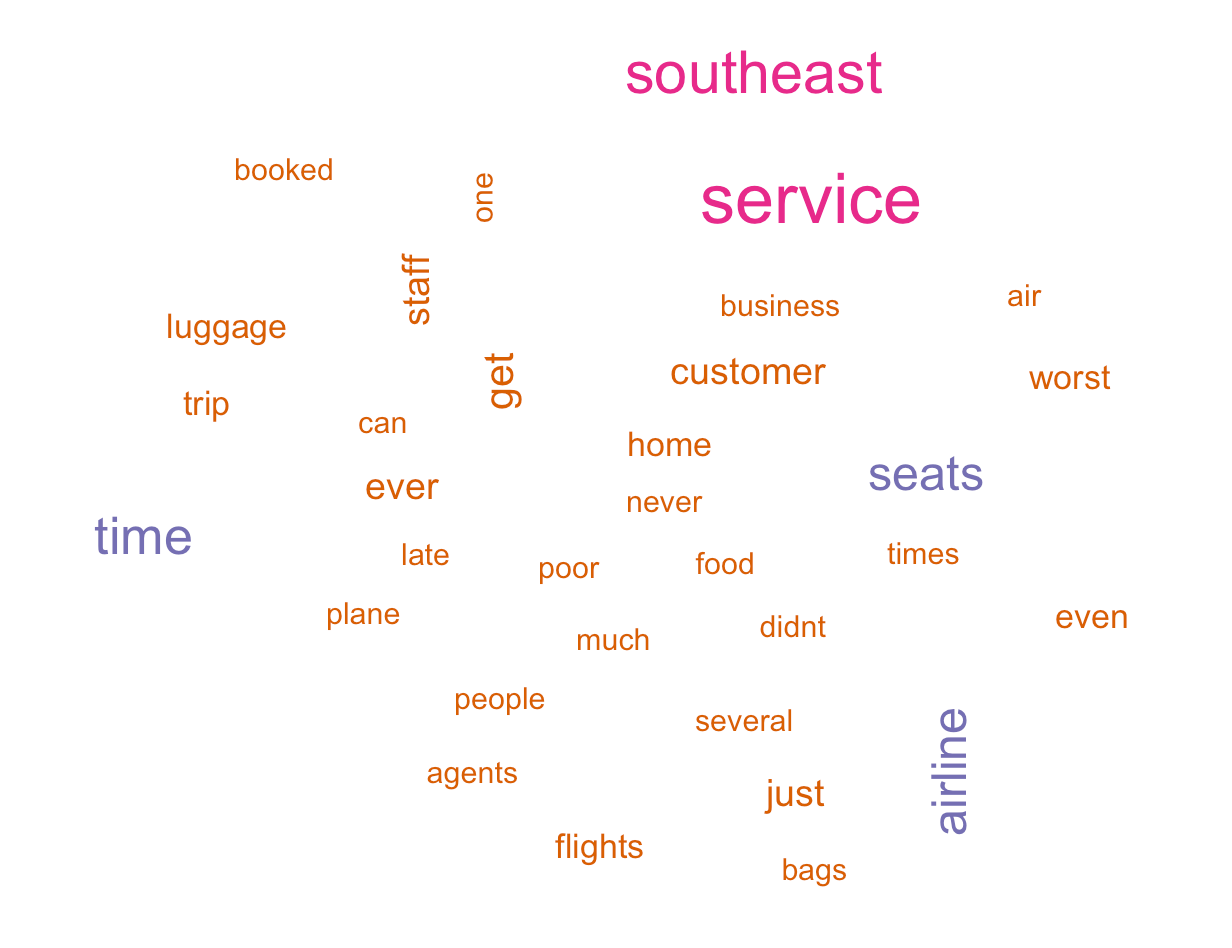 southeast
booked
one
service
staff
business
air
luggage
get
customer
worst
trip
can
home
seats
ever
never
time
late
poor
food
times
plane
much
didnt
even
people
several
airline
agents
just
flights
bags